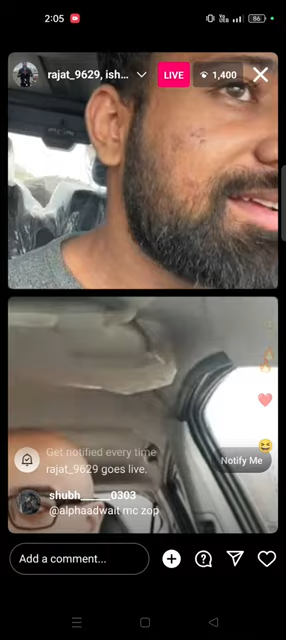 2:05
86
rajat_9629, ish...
LIVE
1,400
Get notified every time
rajat_9629 goes live.
Notify Me
shubh_____0303
@alphaadwait mc zop
Add a comment...